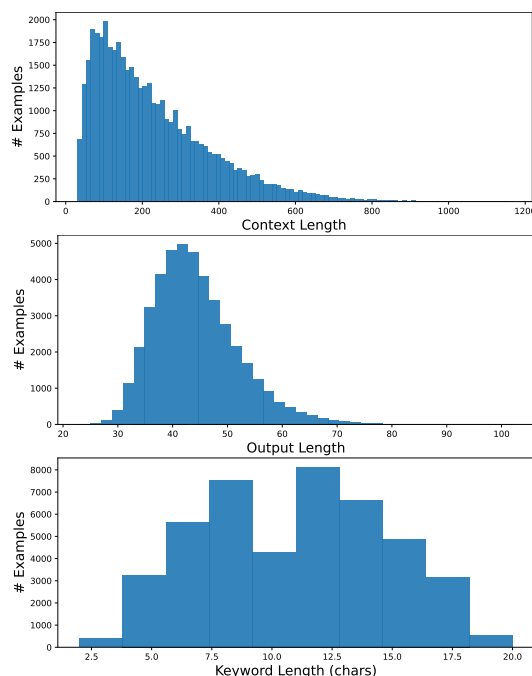 2000
1750
1500
1250
1000
750
500
250
0
# Examples
0 200 400 600 800 1000 1200
Context Length
5000
4000
3000
2000
1000
0
# Examples
20 30 40 50 60 70 80 90 100
Output Length
8000
7000
6000
5000
4000
3000
2000
1000
0
# Examples
2.5 5.0 7.5 10.0 12.5 15.0 17.5 20.0
Keyword Length (chars)